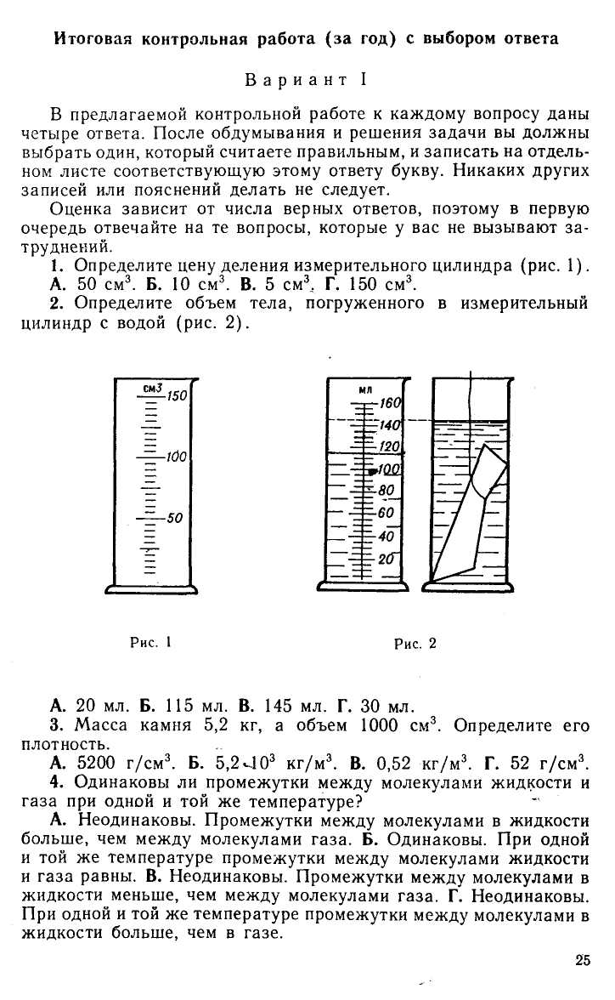 Итоговая контрольная работа (за год) с выбором ответа
Вариант I
В предлагаемой контрольной работе к каждому вопросу даны
четыре ответа. После обдумывания и решения задачи вы должны
выбрать один, который считаете правильным, и записать на отдель-
ном листе соответствующую этому ответу букву. Никаких других
записей или пояснений делать не следует.
Оценка зависит от числа верных ответов, поэтому в первую
очередь отвечайте на те вопросы, которые у вас не вызывают за-
труднений.
1. Определите цену деления измерительного цилиндра (рис. 1).
А. 50 см³. Б. 10 см³. В. 5 см³. Г. 150 см³.
2. Определите объем тела, погруженного в измерительный
цилиндр с водой (рис. 2).
см3
150
100
50
мл
160
140
120
100
80
60
40
20
Рис. 1
Рис. 2
А. 20 мл. Б. 115 мл. В. 145 мл. Г. 30 мл.
3. Масса камня 5,2 кг, а объем 1000 см³. Определите его
плотность.
А. 5200 г/см³. Б. 5,2·10³ кг/м³. В. 0,52 кг/м³. Г. 52 г/см³.
4. Одинаковы ли промежутки между молекулами жидкости и
газа при одной и той же температуре?
А. Неодинаковы. Промежутки между молекулами в жидкости
больше, чем между молекулами газа. Б. Одинаковы. При одной
и той же температуре промежутки между молекулами жидкости
и газа равны. В. Неодинаковы. Промежутки между молекулами в
жидкости меньше, чем между молекулами газа. Г. Неодинаковы.
При одной и той же температуре промежутки между молекулами в
жидкости больше, чем в газе.
25